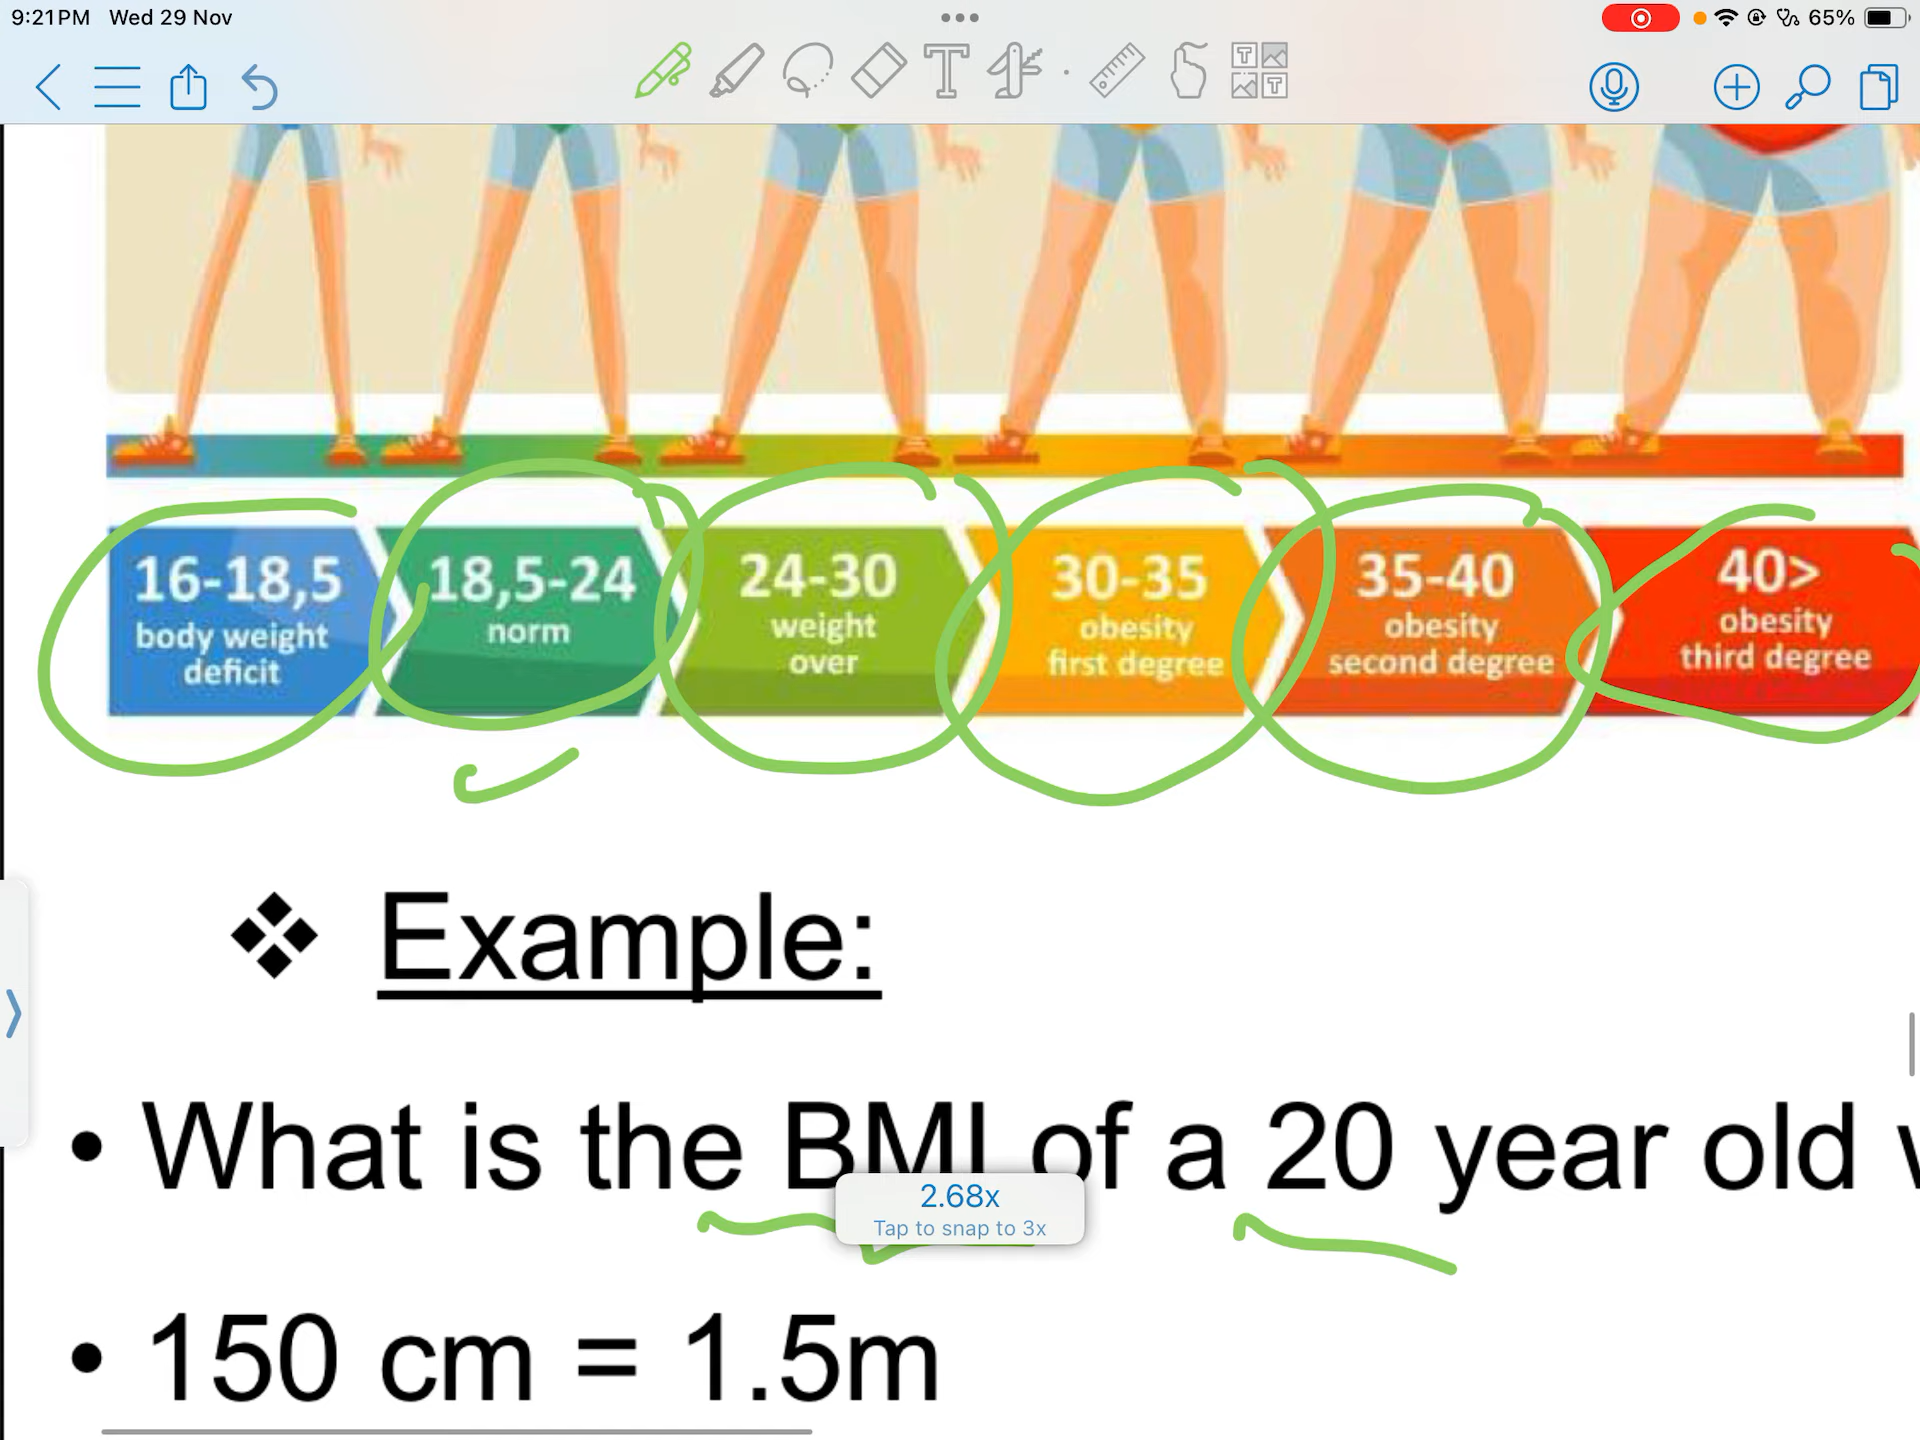 9:21PM Wed 29 Nov
65%
16-18,5
body weight
deficit
18,5-24
norm
24-30
weight
over
30-35
obesity
first degree
35-40
obesity
second degree
40>
obesity
third degree
❖ Example:
• What is the BMI of a 20 year old
2.68x
Tap to snap to 3x
• 150 cm = 1.5m